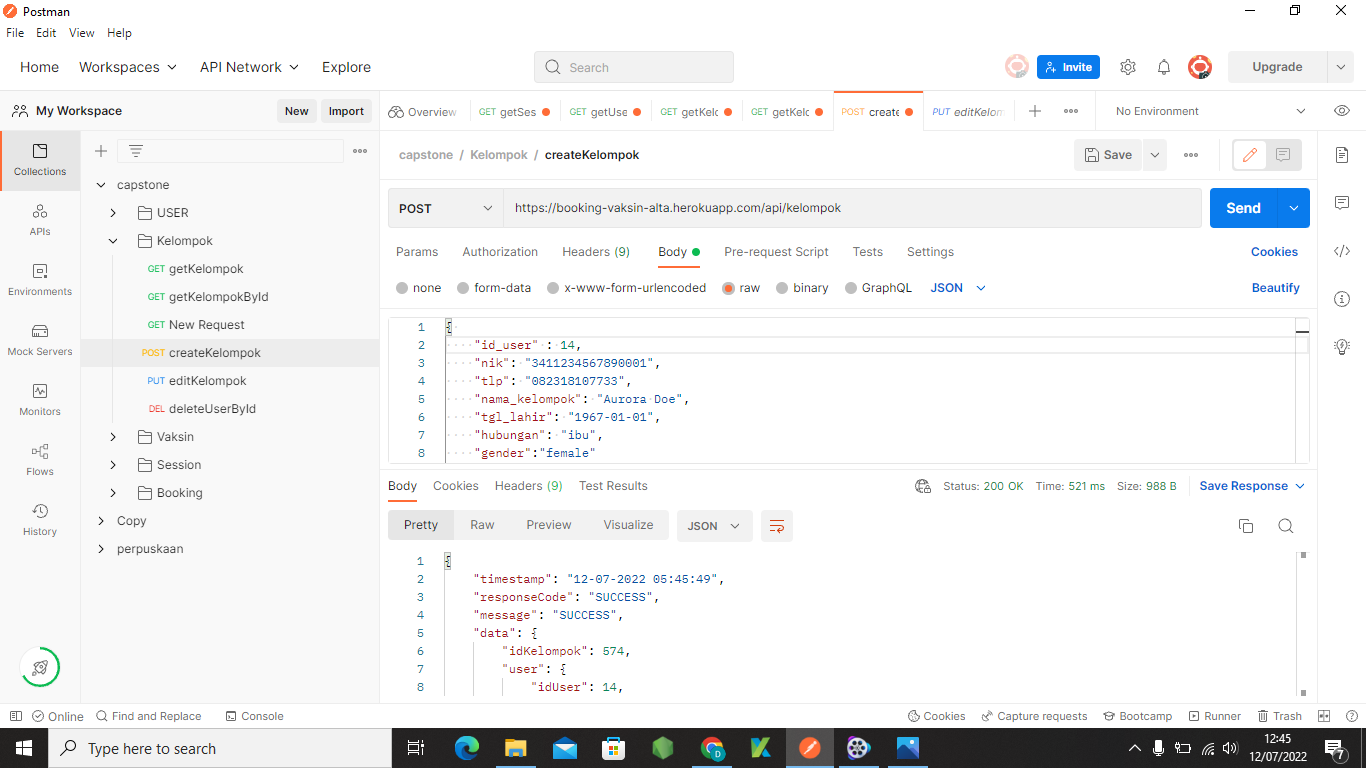 Postman
File Edit View Help
Home Workspaces API Network Explore Search Invite Upgrade
My Workspace New Import Overview GET getSes GET getUse GET getKelc GET getKelc POST create PUT editKelom No Environment
Collections
APIs
Environments
Mock Servers
Monitors
Flows
History
capstone
USER
Kelompok
GET getKelompok
GET getKelompokById
GET New Request
POST createKelompok
PUT editKelompok
DEL deleteUserById
Vaksin
Session
Booking
Copy
perpuskaan
capstone / Kelompok / createKelompok Save
POST https://booking-vaksin-alta.herokuapp.com/api/kelompok Send
Params Authorization Headers (9) Body Pre-request Script Tests Settings Cookies
none form-data x-www-form-urlencoded raw binary GraphQL JSON Beautify
1 {
2 "id_user" : 14,
3 "nik": "3411234567890001",
4 "tlp": "082318107733",
5 "nama_kelompok": "Aurora Doe",
6 "tgl_lahir": "1967-01-01",
7 "hubungan": "ibu",
8 "gender":"female"
Body Cookies Headers (9) Test Results Status: 200 OK Time: 521 ms Size: 988 B Save Response
Pretty Raw Preview Visualize JSON
1 {
2 "timestamp": "12-07-2022 05:45:49",
3 "responseCode": "SUCCESS",
4 "message": "SUCCESS",
5 "data": {
6 "idKelompok": 574,
7 "user": {
8 "idUser": 14,
Online Find and Replace Console Cookies Capture requests Bootcamp Runner Trash
Type here to search
12:45
12/07/2022
7